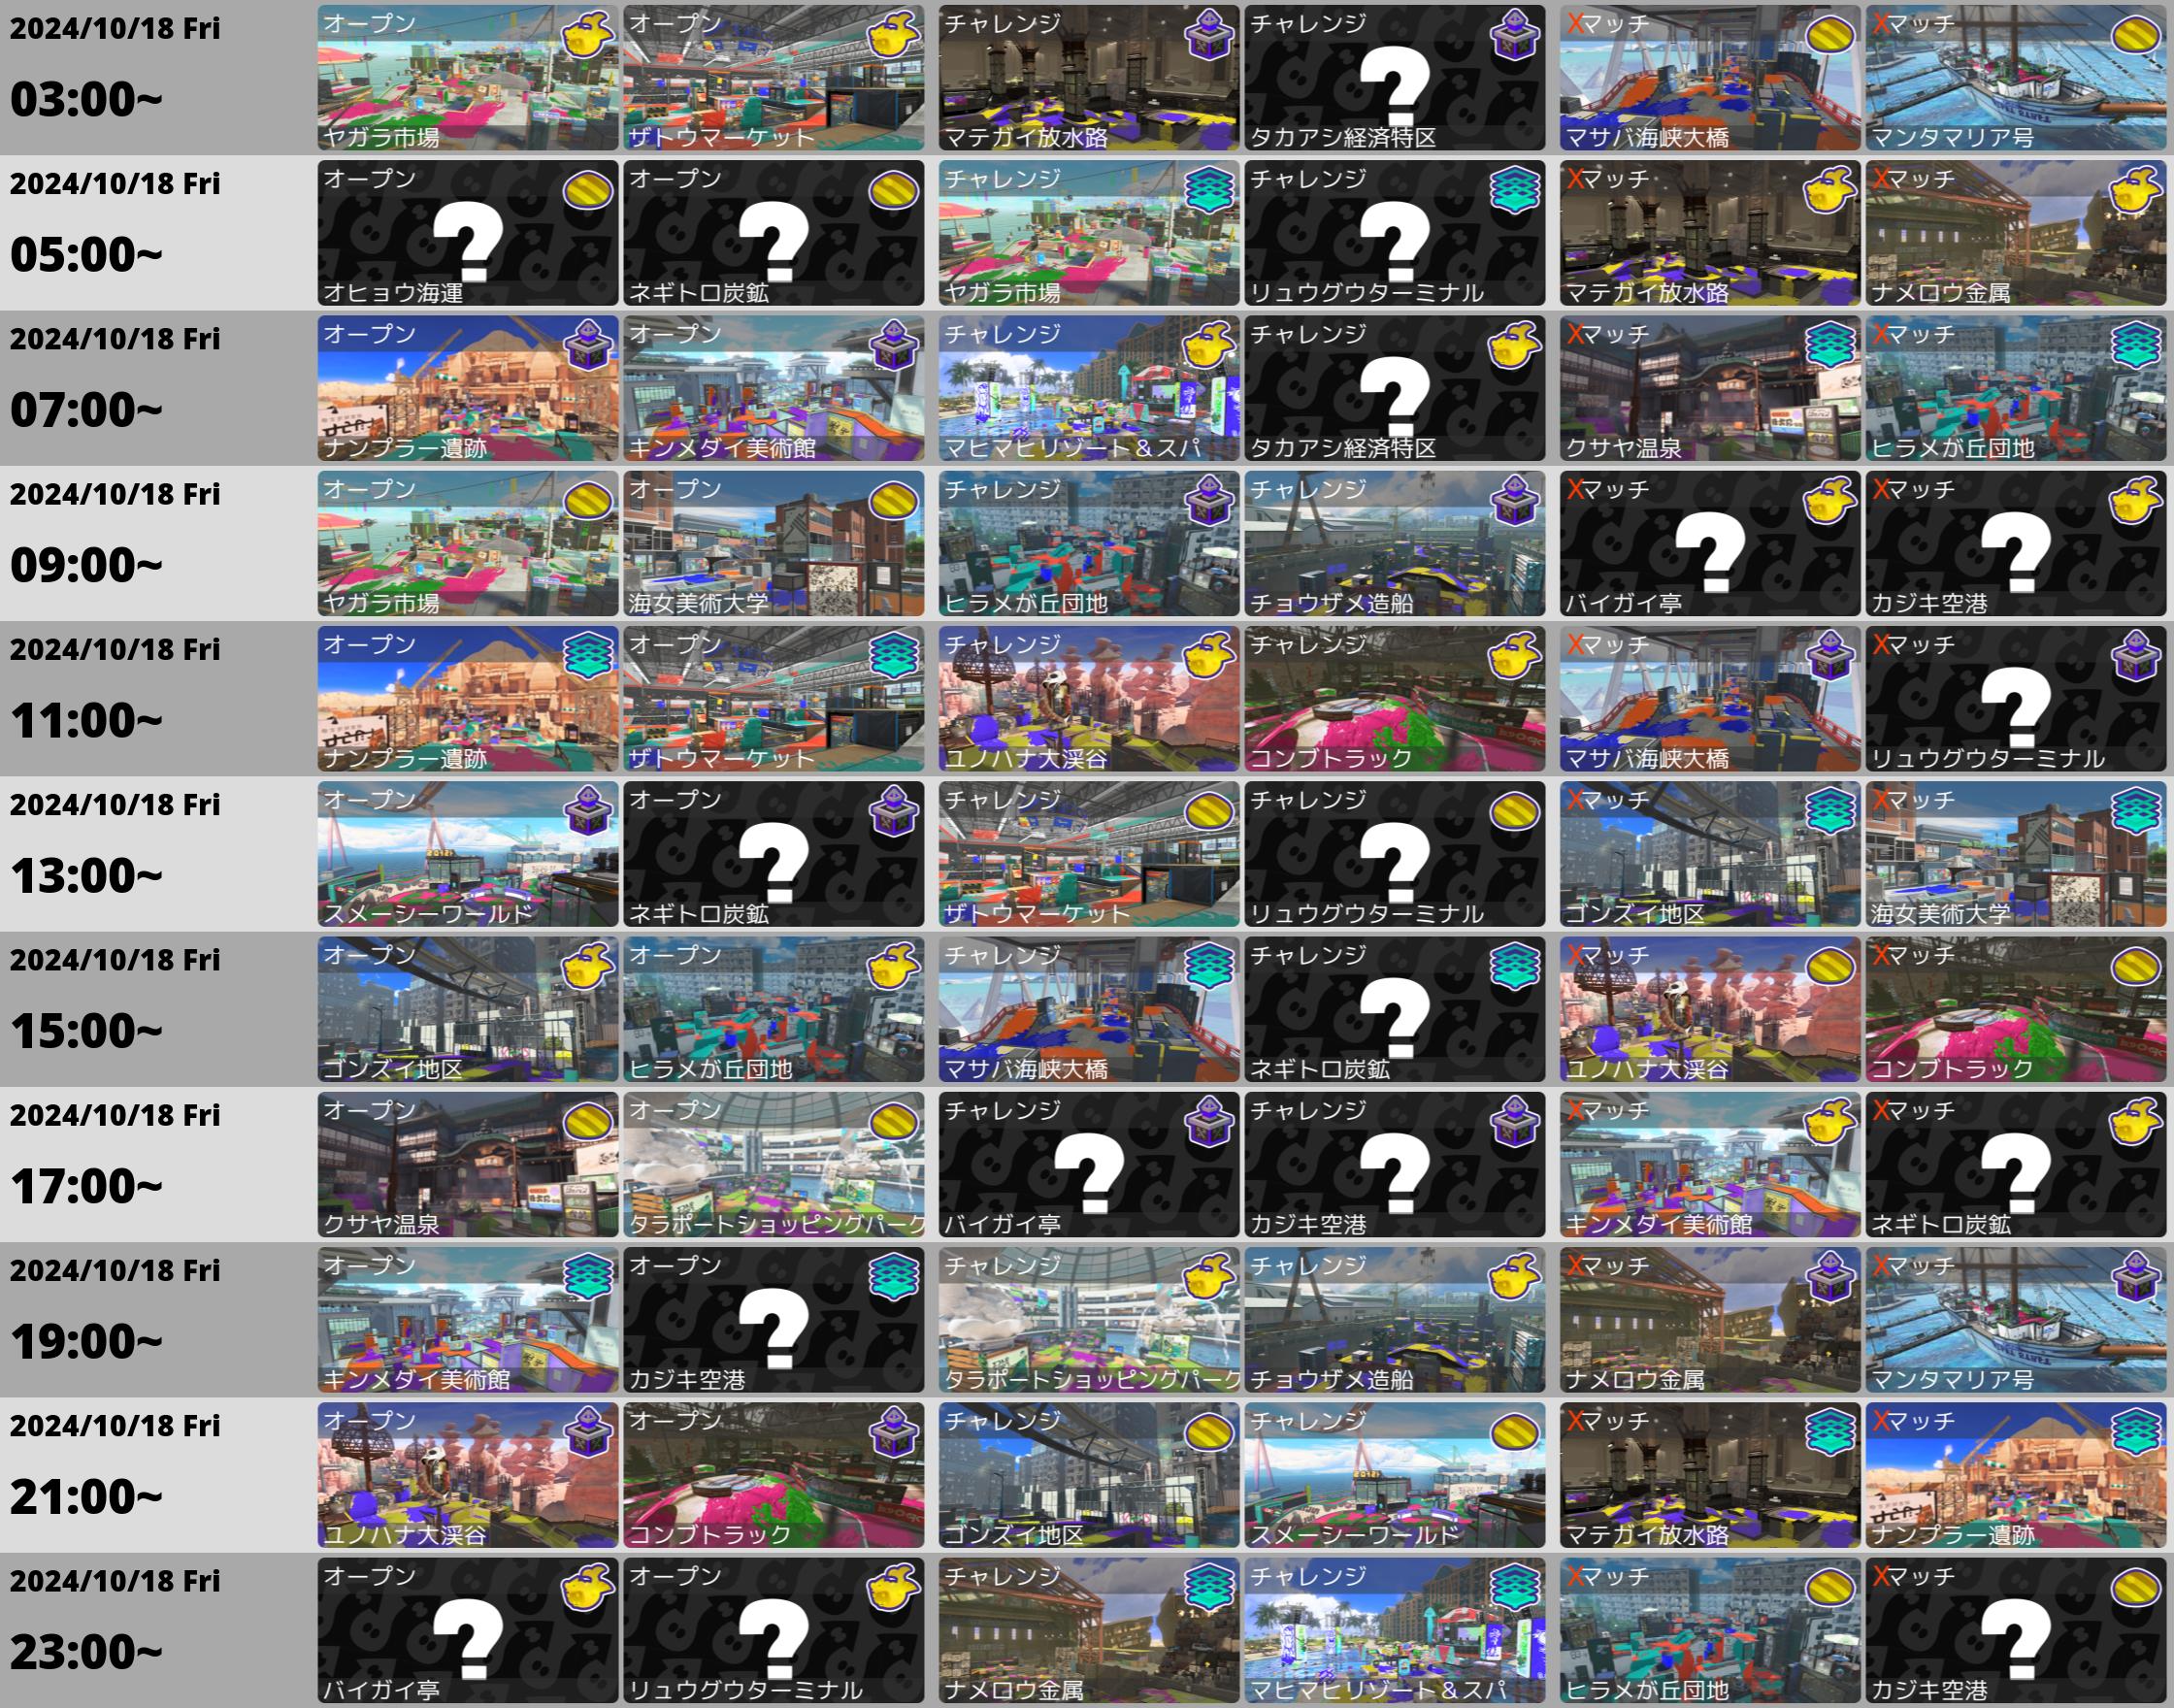 2024/10/18 Fri
03:00~
オープン
ヤガラ市場
オープン
ザトウマーケット
チャレンジ
マテガイ放水路
チャレンジ
タカアシ経済特区
Xマッチ
マサバ海峡大橋
Xマッチ
マンタマリア号
2024/10/18 Fri
05:00~
オープン
オヒョウ海運
オープン
ネギトロ炭鉱
チャレンジ
ヤガラ市場
チャレンジ
リュウグウターミナル
Xマッチ
マテガイ放水路
Xマッチ
ナメロウ金属
2024/10/18 Fri
07:00~
オープン
ナンプラー遺跡
オープン
キンメダイ美術館
チャレンジ
マヒマヒリゾート＆スパ
チャレンジ
タカアシ経済特区
Xマッチ
クサヤ温泉
Xマッチ
ヒラメが丘団地
2024/10/18 Fri
09:00~
オープン
ヤガラ市場
オープン
海女美術大学
チャレンジ
ヒラメが丘団地
チャレンジ
チョウザメ造船
Xマッチ
バイガイ亭
Xマッチ
カジキ空港
2024/10/18 Fri
11:00~
オープン
ナンプラー遺跡
オープン
ザトウマーケット
チャレンジ
ユノハナ大渓谷
チャレンジ
コンブトラック
Xマッチ
マサバ海峡大橋
Xマッチ
リュウグウターミナル
2024/10/18 Fri
13:00~
オープン
スメーシーワールド
オープン
ネギトロ炭鉱
チャレンジ
ザトウマーケット
チャレンジ
リュウグウターミナル
Xマッチ
ゴンズイ地区
Xマッチ
海女美術大学
2024/10/18 Fri
15:00~
オープン
ゴンズイ地区
オープン
ヒラメが丘団地
チャレンジ
マサバ海峡大橋
チャレンジ
ネギトロ炭鉱
Xマッチ
ユノハナ大渓谷
Xマッチ
コンブトラック
2024/10/18 Fri
17:00~
オープン
クサヤ温泉
オープン
タラポートショッピングパーク
チャレンジ
バイガイ亭
チャレンジ
カジキ空港
Xマッチ
キンメダイ美術館
Xマッチ
ネギトロ炭鉱
2024/10/18 Fri
19:00~
オープン
キンメダイ美術館
オープン
カジキ空港
チャレンジ
タラポートショッピングパーク
チャレンジ
チョウザメ造船
Xマッチ
ナメロウ金属
Xマッチ
マンタマリア号
2024/10/18 Fri
21:00~
オープン
ユノハナ大渓谷
オープン
コンブトラック
チャレンジ
ゴンズイ地区
チャレンジ
スメーシーワールド
Xマッチ
マテガイ放水路
Xマッチ
ナンプラー遺跡
2024/10/18 Fri
23:00~
オープン
バイガイ亭
オープン
リュウグウターミナル
チャレンジ
ナメロウ金属
チャレンジ
マヒマヒリゾート＆スパ
Xマッチ
ヒラメが丘団地
Xマッチ
カジキ空港